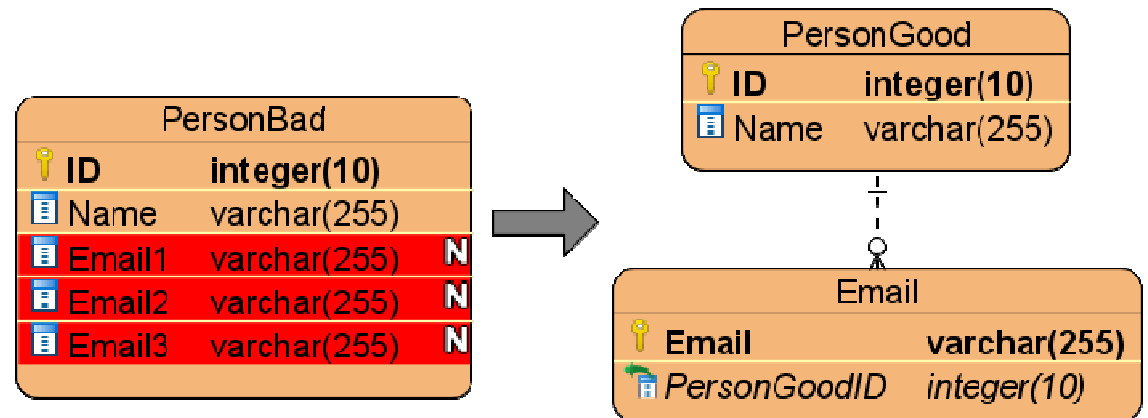 PersonBad
ID integer(10)
Name varchar(255)
Email1 varchar(255) N
Email2 varchar(255) N
Email3 varchar(255) N
PersonGood
ID integer(10)
Name varchar(255)
Email
Email varchar(255)
PersonGoodID integer(10)